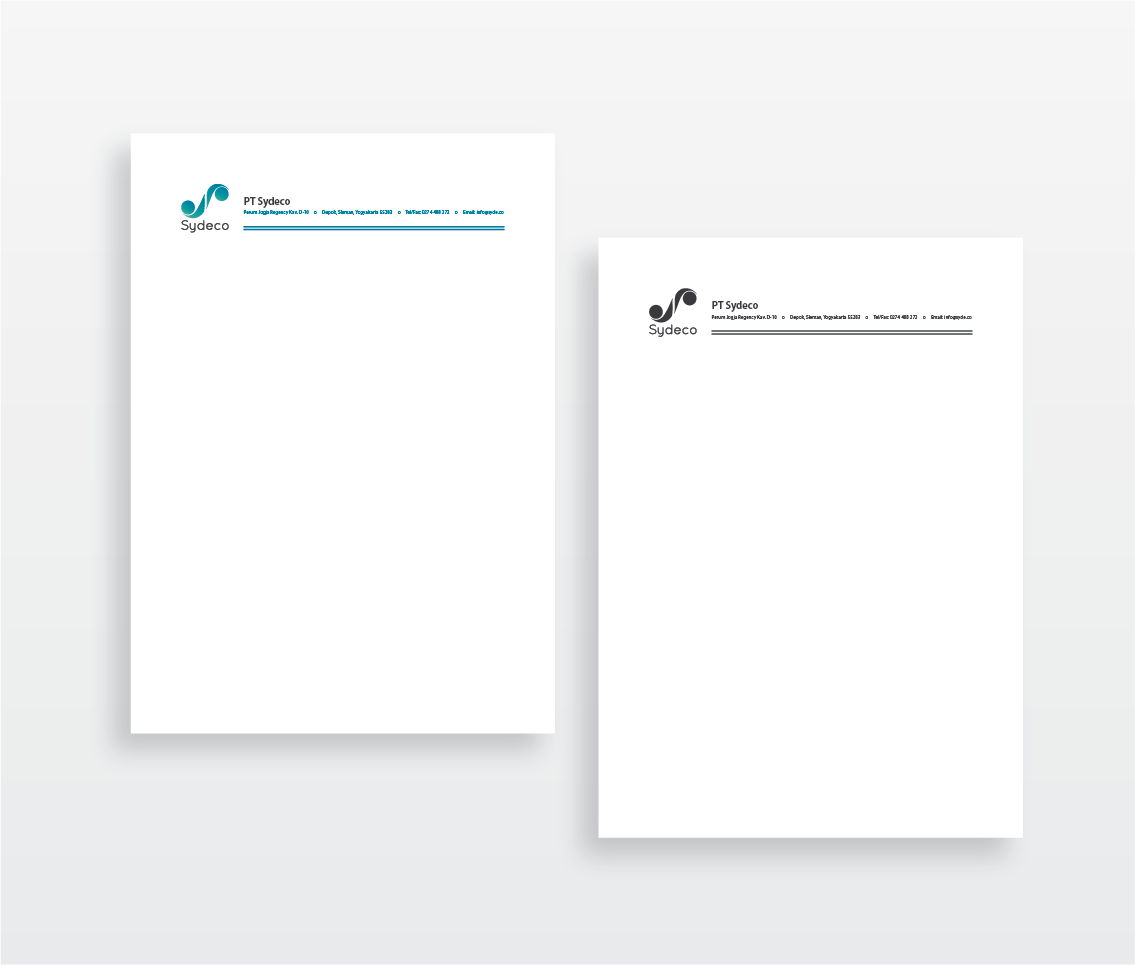 PT Sydeco
Perum Jogja Regency Kav. D-10 o Depok, Sleman, Yogyakarta 55283 o Tel/Fax: 0274 488 272 o Email: info@syde.co
Sydeco
PT Sydeco
Perum Jogja Regency Kav. D-10 o Depok, Sleman, Yogyakarta 55283 o Tel/Fax: 0274 488 272 o Email: info@syde.co
Sydeco